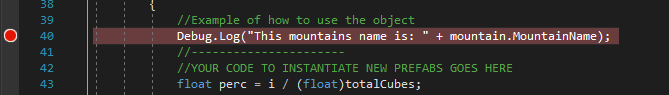 38 {
39 //Example of how to use the object
40 Debug.Log("This mountains name is: " + mountain.MountainName);
41 //----------------------
42 //YOUR CODE TO INSTANTIATE NEW PREFABS GOES HERE
43 float perc = i / (float)totalCubes;